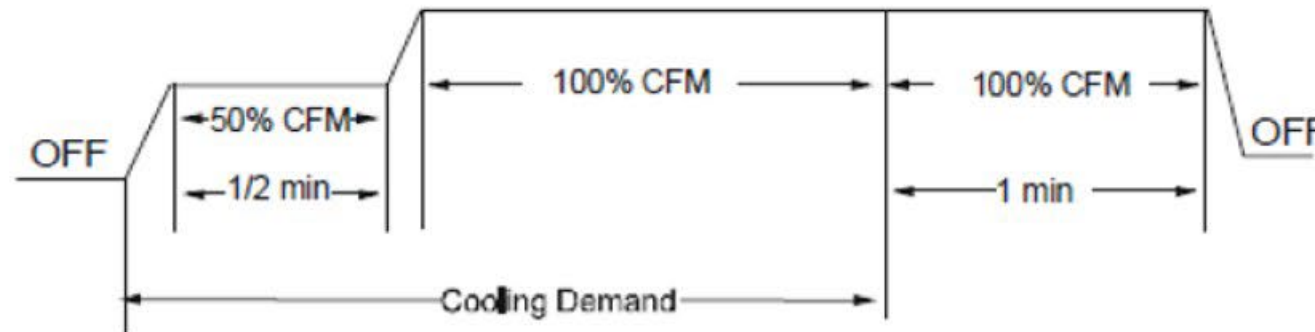 100% CFM
100% CFM
50% CFM
OFF
OFF
1/2 min
1 min
Cooling Demand